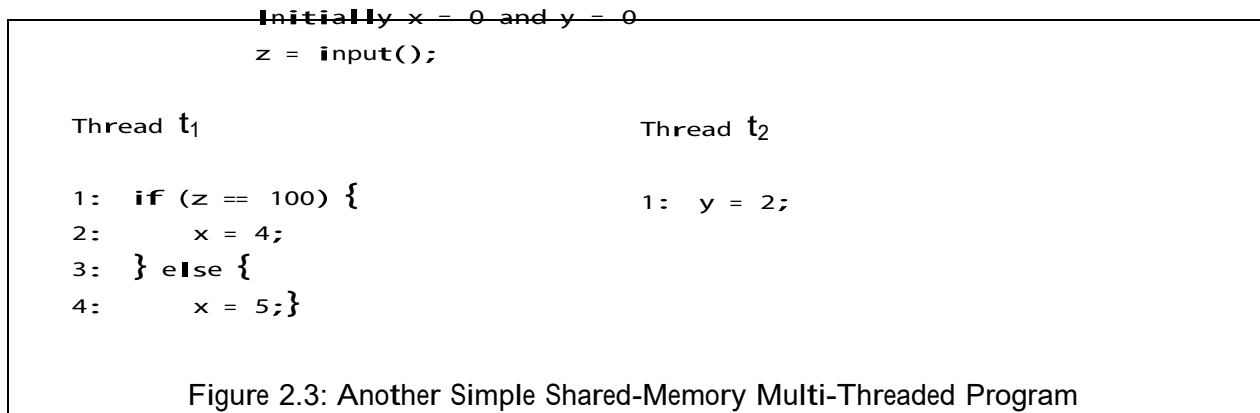 Initially x = 0 and y = 0
z = input();
Thread t₁
Thread t₂
1: if (z == 100) {
1: y = 2;
2: x = 4;
3: } else {
4: x = 5;}
Figure 2.3: Another Simple Shared-Memory Multi-Threaded Program